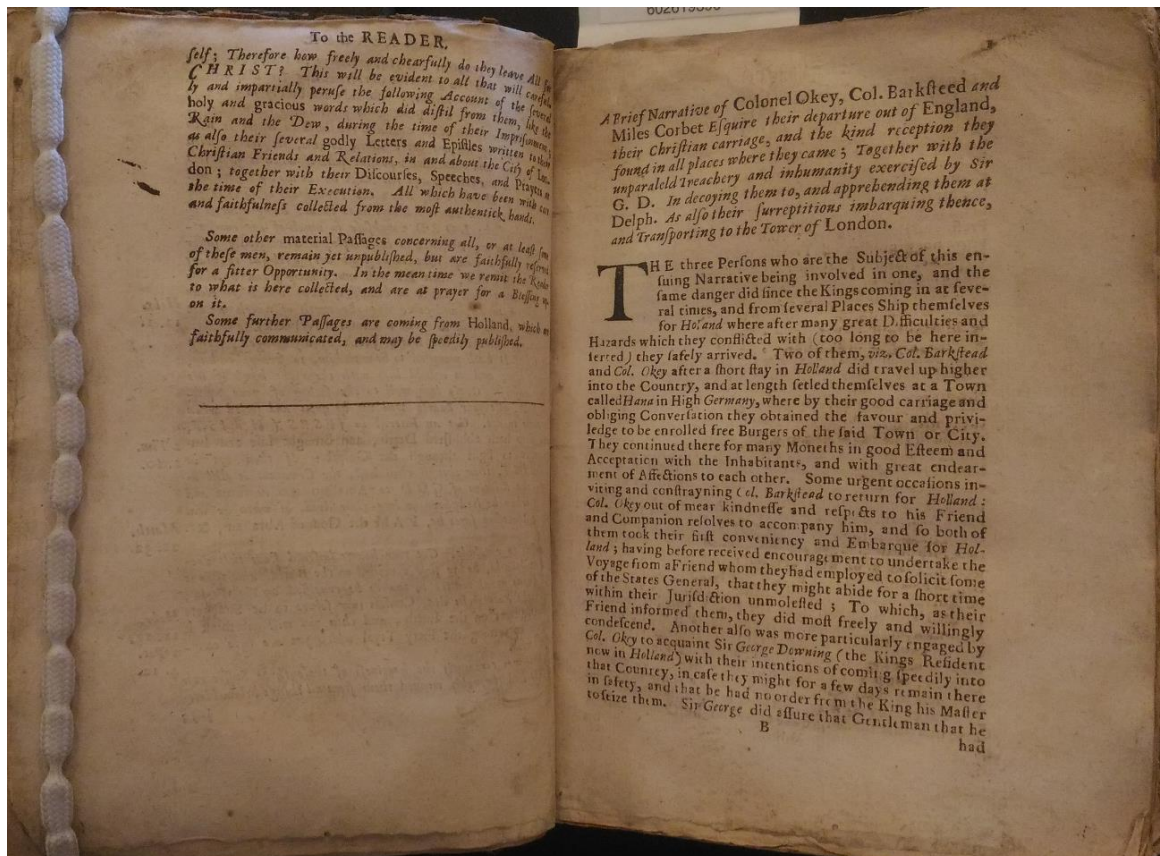 602619390
To the READER.
ſelf; Therefore how freely and chearfully do they leave All for
CHRIST? This will be evident to all that will careful-
ly and impartially peruse the following Account of the ſeveral
holy and gracious words which did diſtil from them, like the
Rain and the Dew, during the time of their Impriſonment;
as alſo their ſeveral godly Letters and Epiſtles written to their
Chriſtian Friends and Relations, in and about the City of Lon-
don; together with their Diſcourſes, Speeches, and Prayers at
the time of their Execution. All which have been with care
and faithfulneſs collected from the moſt authentick hands.
Some other material Paſſages concerning all, or at leaſt ſom
of theſe men, remain yet unpubliſhed, but are faithfully reſerved
for a fitter Opportunity. In the mean time we remit the Reader
to what is here collected, and are at prayer for a Bleſſing up-
on it.
Some further Paſſages are coming from Holland, which
faithfully communicated, and may be ſpeedily publiſhed.
A Brief Narrative of Colonel Okey, Col. Barkſteed and
Miles Corbet Eſquire their departure out of England,
their Chriſtian carriage, and the kind reception they
found in all places where they came; Together with the
unparaleld Treachery and inhumanity exerciſed by Sir
G. D. In decoying them to, and apprehending them at
Delph. As alſo their ſurreptitious imbarquing thence,
and Tranſporting to the Tower of London.
THE three Perſons who are the Subject of this en-
ſuing Narrative being involved in one, and the
ſame danger did ſince the Kings coming in at ſeve-
ral times, and from ſeveral Places Ship themſelves
for Holand where after many great Difficulties and
Hazards which they conflicted with (too long to be here in-
ſerted) they ſafely arrived. Two of them, viz. Col. Barkſtead
and Col. Okey after a ſhort ſtay in Holland did travel up higher
into the Country, and at length ſetled themſelves at a Town
called Hana in High Germany, where by their good carriage and
obliging Converſation they obtained the favour and privi-
ledge to be enrolled free Burgers of the ſaid Town or City.
They continued there for many Moneths in good Eſteem and
Acceptation with the Inhabitants, and with great endear-
ment of Affections to each other. Some urgent occaſions in-
viting and conſtrayning Col. Barkſtead to return for Holland:
Col. Okey out of mear kindneſſe and reſpects to his Friend
and Companion reſolves to accompany him, and ſo both of
them took their firſt conveniency and Embarque for Hol-
land; having before received encouragement to undertake the
Voyage from a Friend whom they had employed to ſolicit ſome
of the States General, that they might abide for a ſhort time
within their Juriſdiction unmoleſted; To which, as their
Friend informed them, they did moſt freely and willingly
condeſcend. Another alſo was more particularly engaged by
Col. Okey to acquaint Sir George Downing (the Kings Reſident
now in Holland) with their intentions of coming ſpeedily into
that Country, in caſe they might for a few days remain there
in ſafety, and that he had no order from the King his Maſter
to ſeize them. Sir George did aſſure that Gentleman that he
B
had